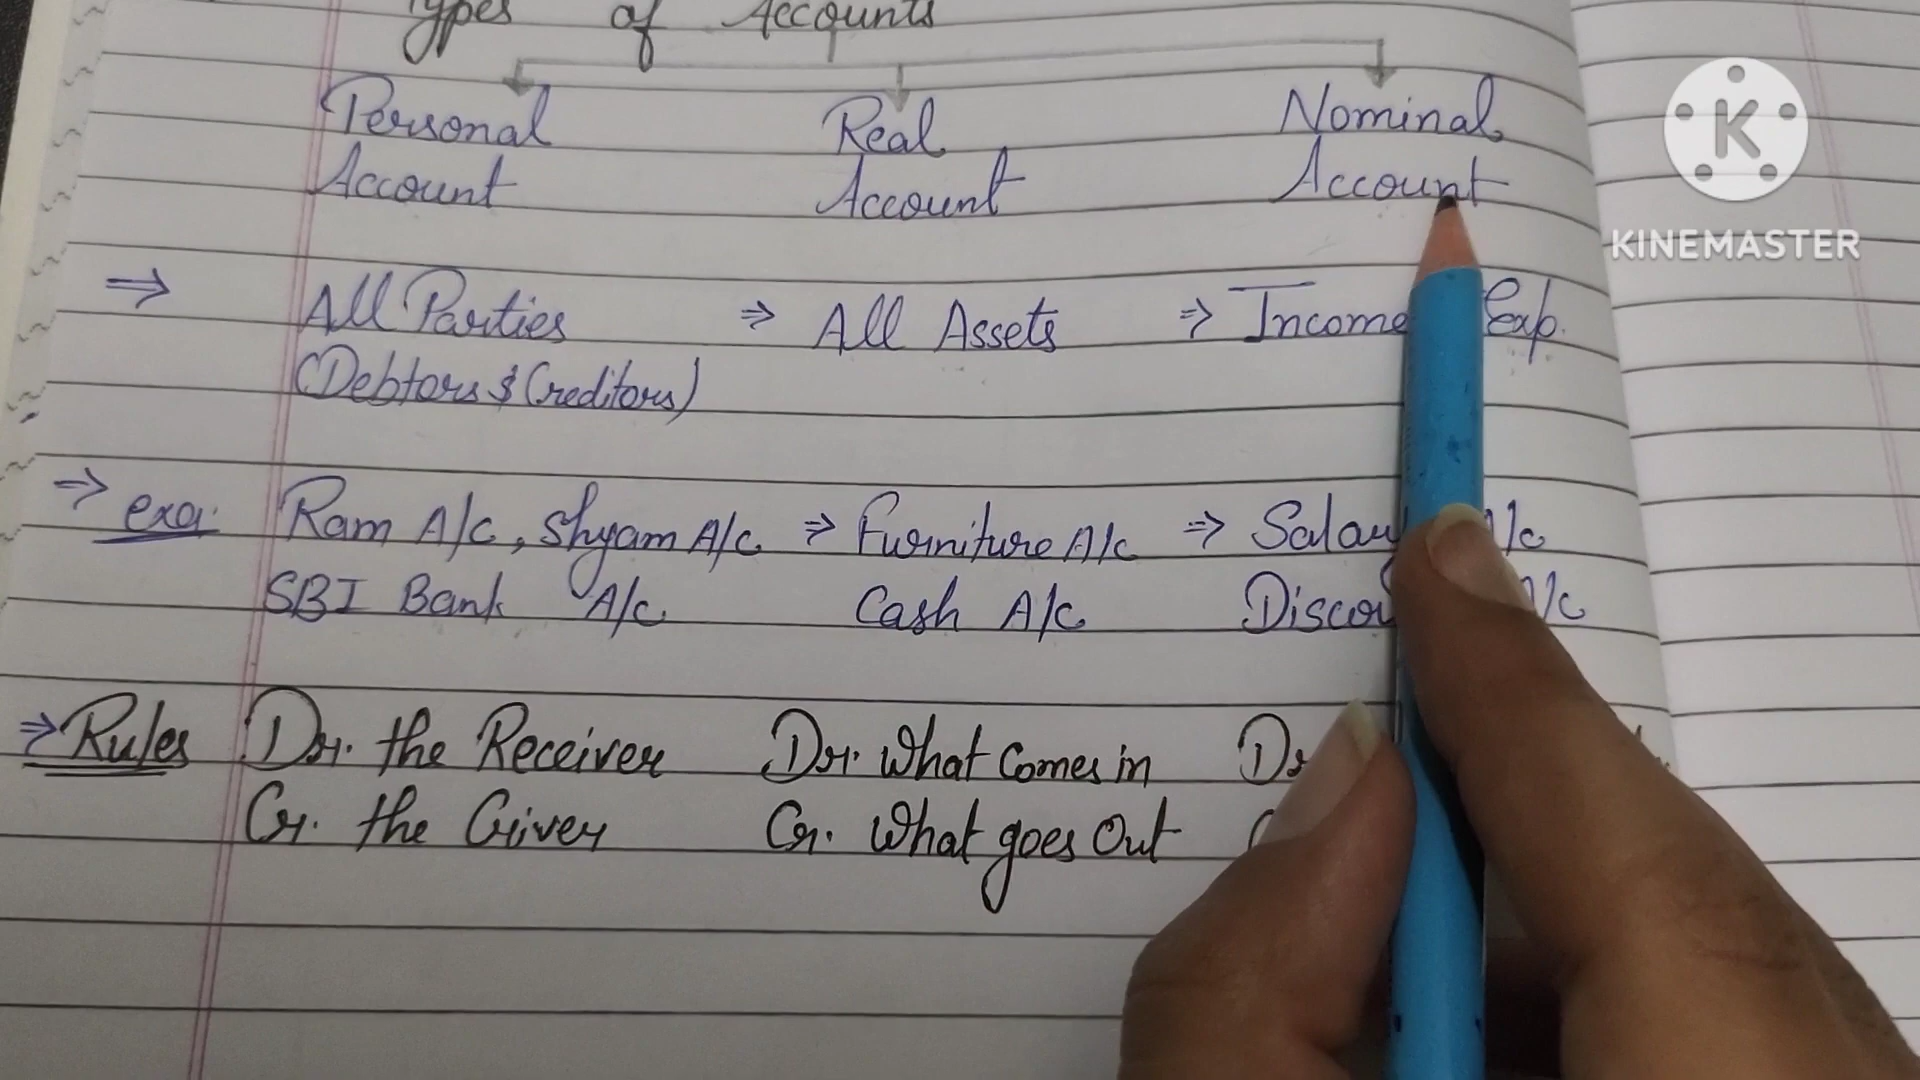 Types of Accounts
Personal Account
Real Account
Nominal Account
⇒ All Parties (Debtors & Creditors)
⇒ All Assets
⇒ Income Exp.
⇒ exa: Ram A/c, Shyam A/c
SBI Bank A/c
⇒ Furniture A/c
Cash A/c
A/c
A/c
⇒ Rules Dr. the Receiver
Cr. the Giver
Dr. What Comes in
Cr. What goes Out
K
KINEMASTER